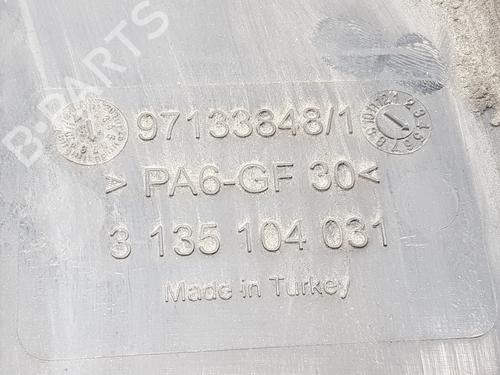 B-PARTS
97133848/1
> PA6-GF 30<
3 135 104 031
Made in Turkey